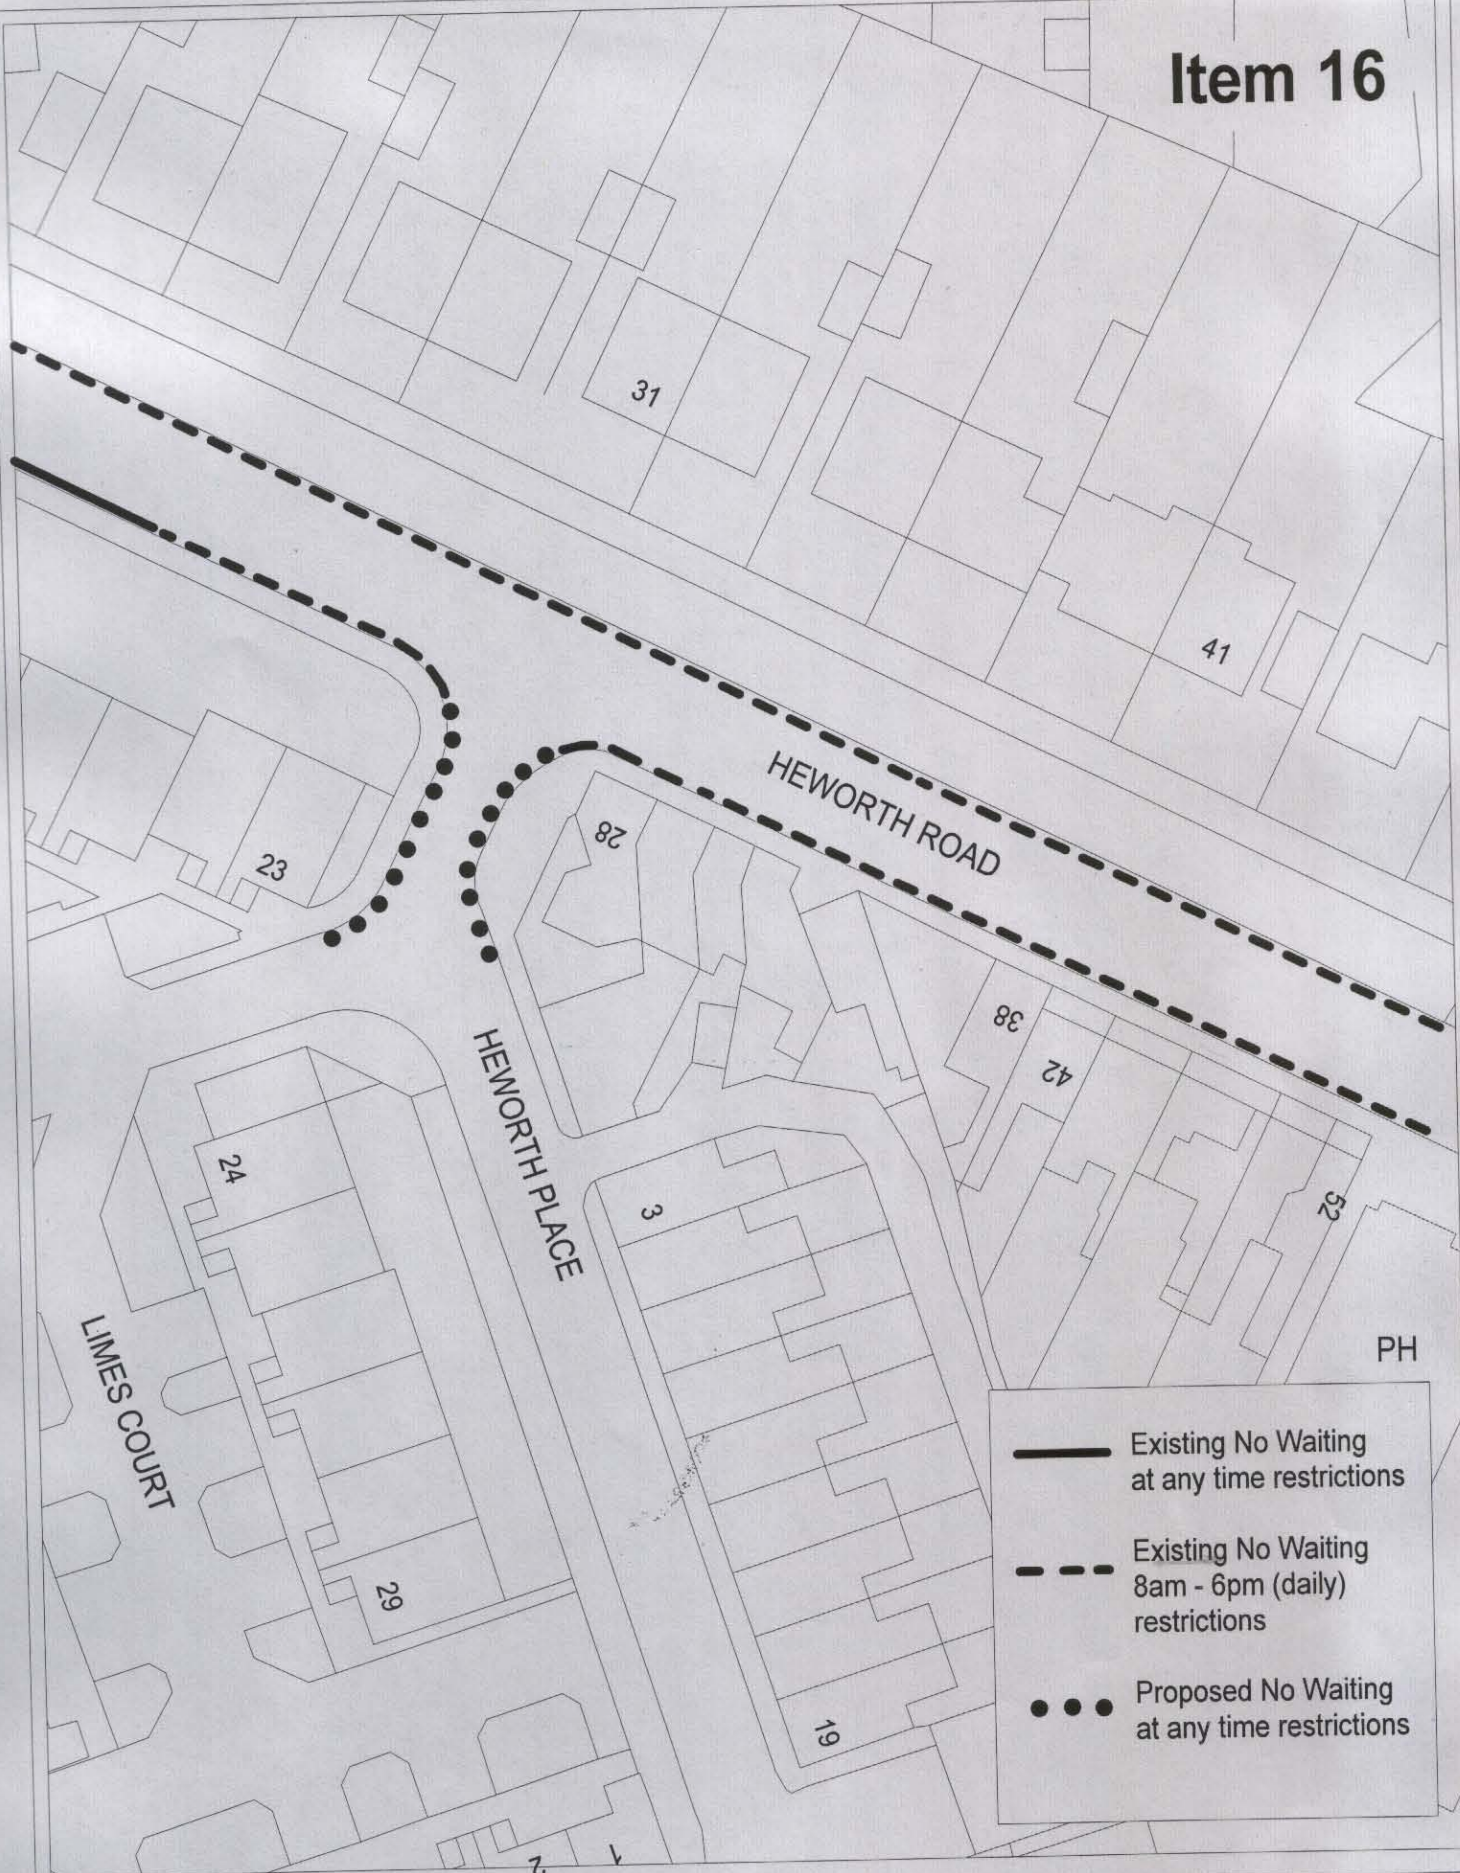 Item 16
31
41
HEWORTH ROAD
28
23
38
42
HEWORTH PLACE
24
3
52
LIMES COURT
PH
29
19
2
1
Existing No Waiting
at any time restrictions
Existing No Waiting
8am - 6pm (daily)
restrictions
Proposed No Waiting
at any time restrictions